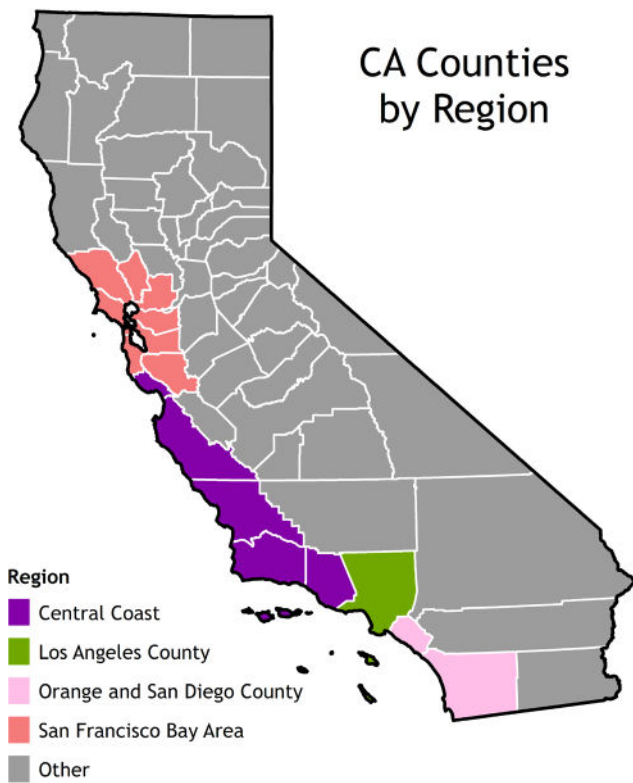 CA Counties
by Region
Region
Central Coast
Los Angeles County
Orange and San Diego County
San Francisco Bay Area
Other